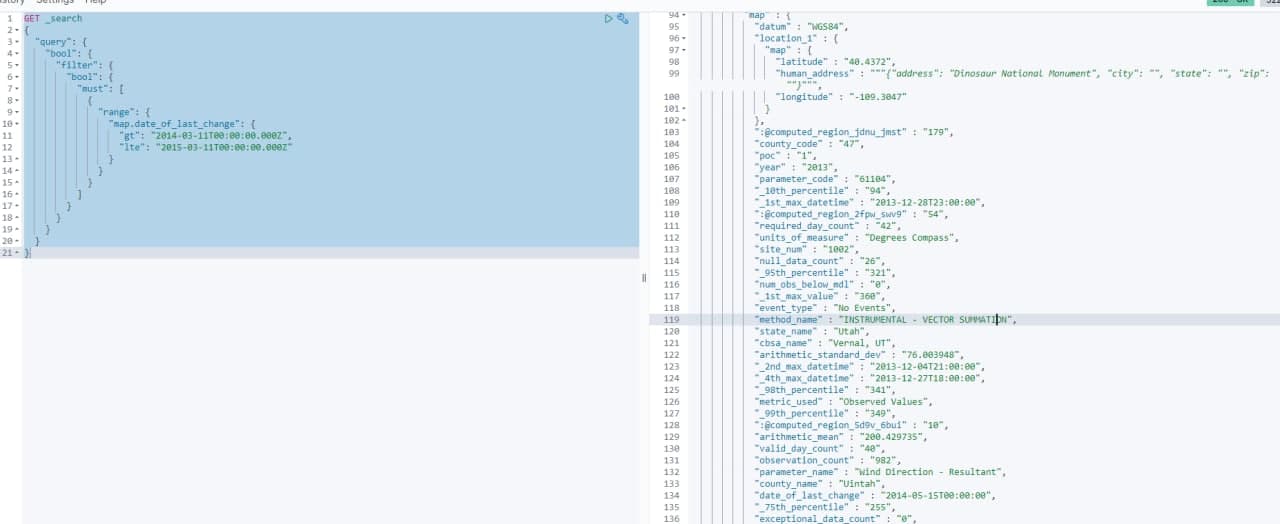 Settings Help
1 GET _search
2 {
3 "query": {
4 "bool": {
5 "filter": {
6 "bool": {
7 "must": [
8 {
9 "range": {
10 "map.date_of_last_change": {
11 "gt": "2014-03-11T00:00:00.000Z",
12 "lte": "2015-03-11T00:00:00.000Z"
13 }
14 }
15 }
16 ]
17 }
18 }
19 }
20 }
21 }
94 "map" : {
95 "datum" : "WGS84",
96 "location_1" : {
97 "map" : {
98 "latitude" : "40.4372",
99 "human_address" : """{"address": "Dinosaur National Monument", "city": "", "state": "", "zip":
""}""",
100 "longitude" : "-109.3047"
101 }
102 },
103 ":@computed_region_jdnu_jmst" : "179",
104 "county_code" : "47",
105 "poc" : "1",
106 "year" : "2013",
107 "parameter_code" : "61104",
108 "_10th_percentile" : "94",
109 "_1st_max_datetime" : "2013-12-28T23:00:00",
110 ":@computed_region_2fpw_swv9" : "54",
111 "required_day_count" : "42",
112 "units_of_measure" : "Degrees Compass",
113 "site_num" : "1002",
114 "null_data_count" : "26",
115 "_95th_percentile" : "321",
116 "num_obs_below_mdl" : "0",
117 "_1st_max_value" : "360",
118 "event_type" : "No Events",
119 "method_name" : "INSTRUMENTAL - VECTOR SUMMATION",
120 "state_name" : "Utah",
121 "cbsa_name" : "Vernal, UT",
122 "arithmetic_standard_dev" : "76.003948",
123 "_2nd_max_datetime" : "2013-12-04T21:00:00",
124 "_4th_max_datetime" : "2013-12-27T18:00:00",
125 "_98th_percentile" : "341",
126 "metric_used" : "Observed Values",
127 "_99th_percentile" : "349",
128 ":@computed_region_5d9v_6bui" : "10",
129 "arithmetic_mean" : "200.429735",
130 "valid_day_count" : "40",
131 "observation_count" : "982",
132 "parameter_name" : "Wind Direction - Resultant",
133 "county_name" : "Uintah",
134 "date_of_last_change" : "2014-05-15T00:00:00",
135 "_75th_percentile" : "255",
136 "exceptional_data_count" : "0",